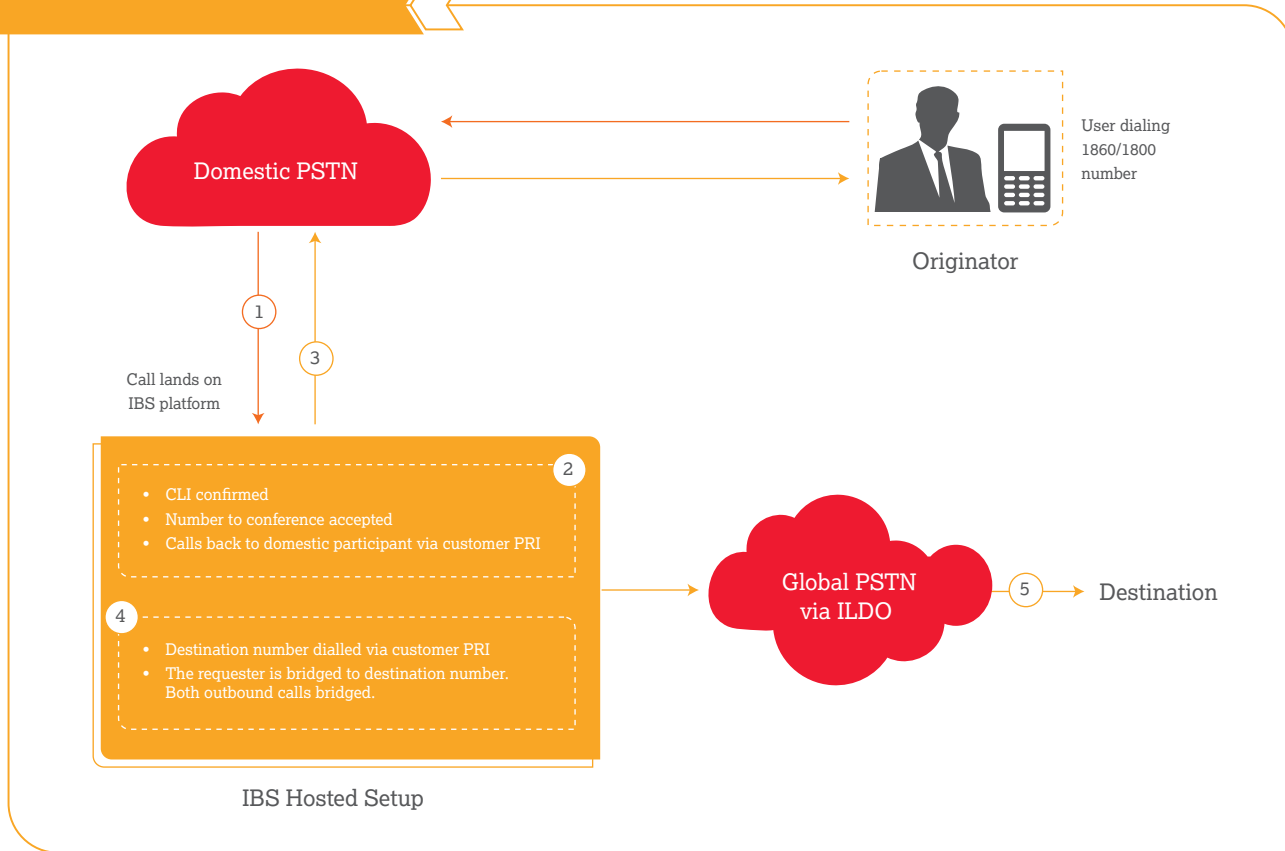 Domestic PSTN
User dialing
1860/1800
number
Originator
1
3
Call lands on
IBS platform
2
• CLI confirmed
• Number to conference accepted
• Calls back to domestic participant via customer PRI
4
• Destination number dialled via customer PRI
• The requester is bridged to destination number.
Both outbound calls bridged.
IBS Hosted Setup
Global PSTN
via ILDO
5
Destination